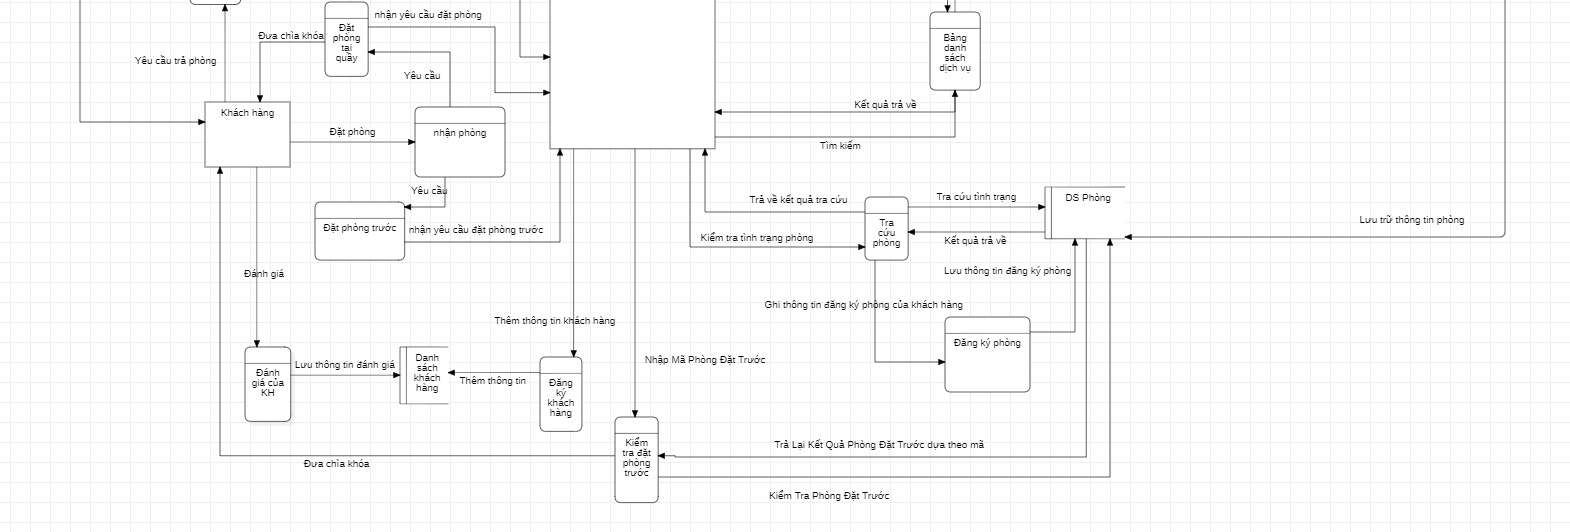 nhận yêu cầu đặt phòng
Đặt
phòng
tại
quầy
Đưa chìa khóa
Yêu cầu trả phòng
Yêu cầu
Bảng
danh
sách
dịch vụ
Khách hàng
Đặt phòng
nhận phòng
Kết quả trả về
Tìm kiếm
Yêu cầu
Đặt phòng trước
nhận yêu cầu đặt phòng trước
Trả về kết quả tra cứu
Kiểm tra tình trạng phòng
Tra
cứu
phòng
Tra cứu tình trạng
Kết quả trả về
DS Phòng
Lưu trữ thông tin phòng
Lưu thông tin đăng ký phòng
Đánh giá
Ghi thông tin đăng ký phòng của khách hàng
Thêm thông tin khách hàng
Đăng ký phòng
Nhập Mã Phòng Đặt Trước
Đánh
giá của
KH
Lưu thông tin đánh giá
Danh
sách
khách
hàng
Thêm thông tin
Đăng
ký
khách
hàng
Kiểm
tra đặt
phòng
trước
Trả Lại Kết Quả Phòng Đặt Trước dựa theo mã
Đưa chìa khóa
Kiểm Tra Phòng Đặt Trước